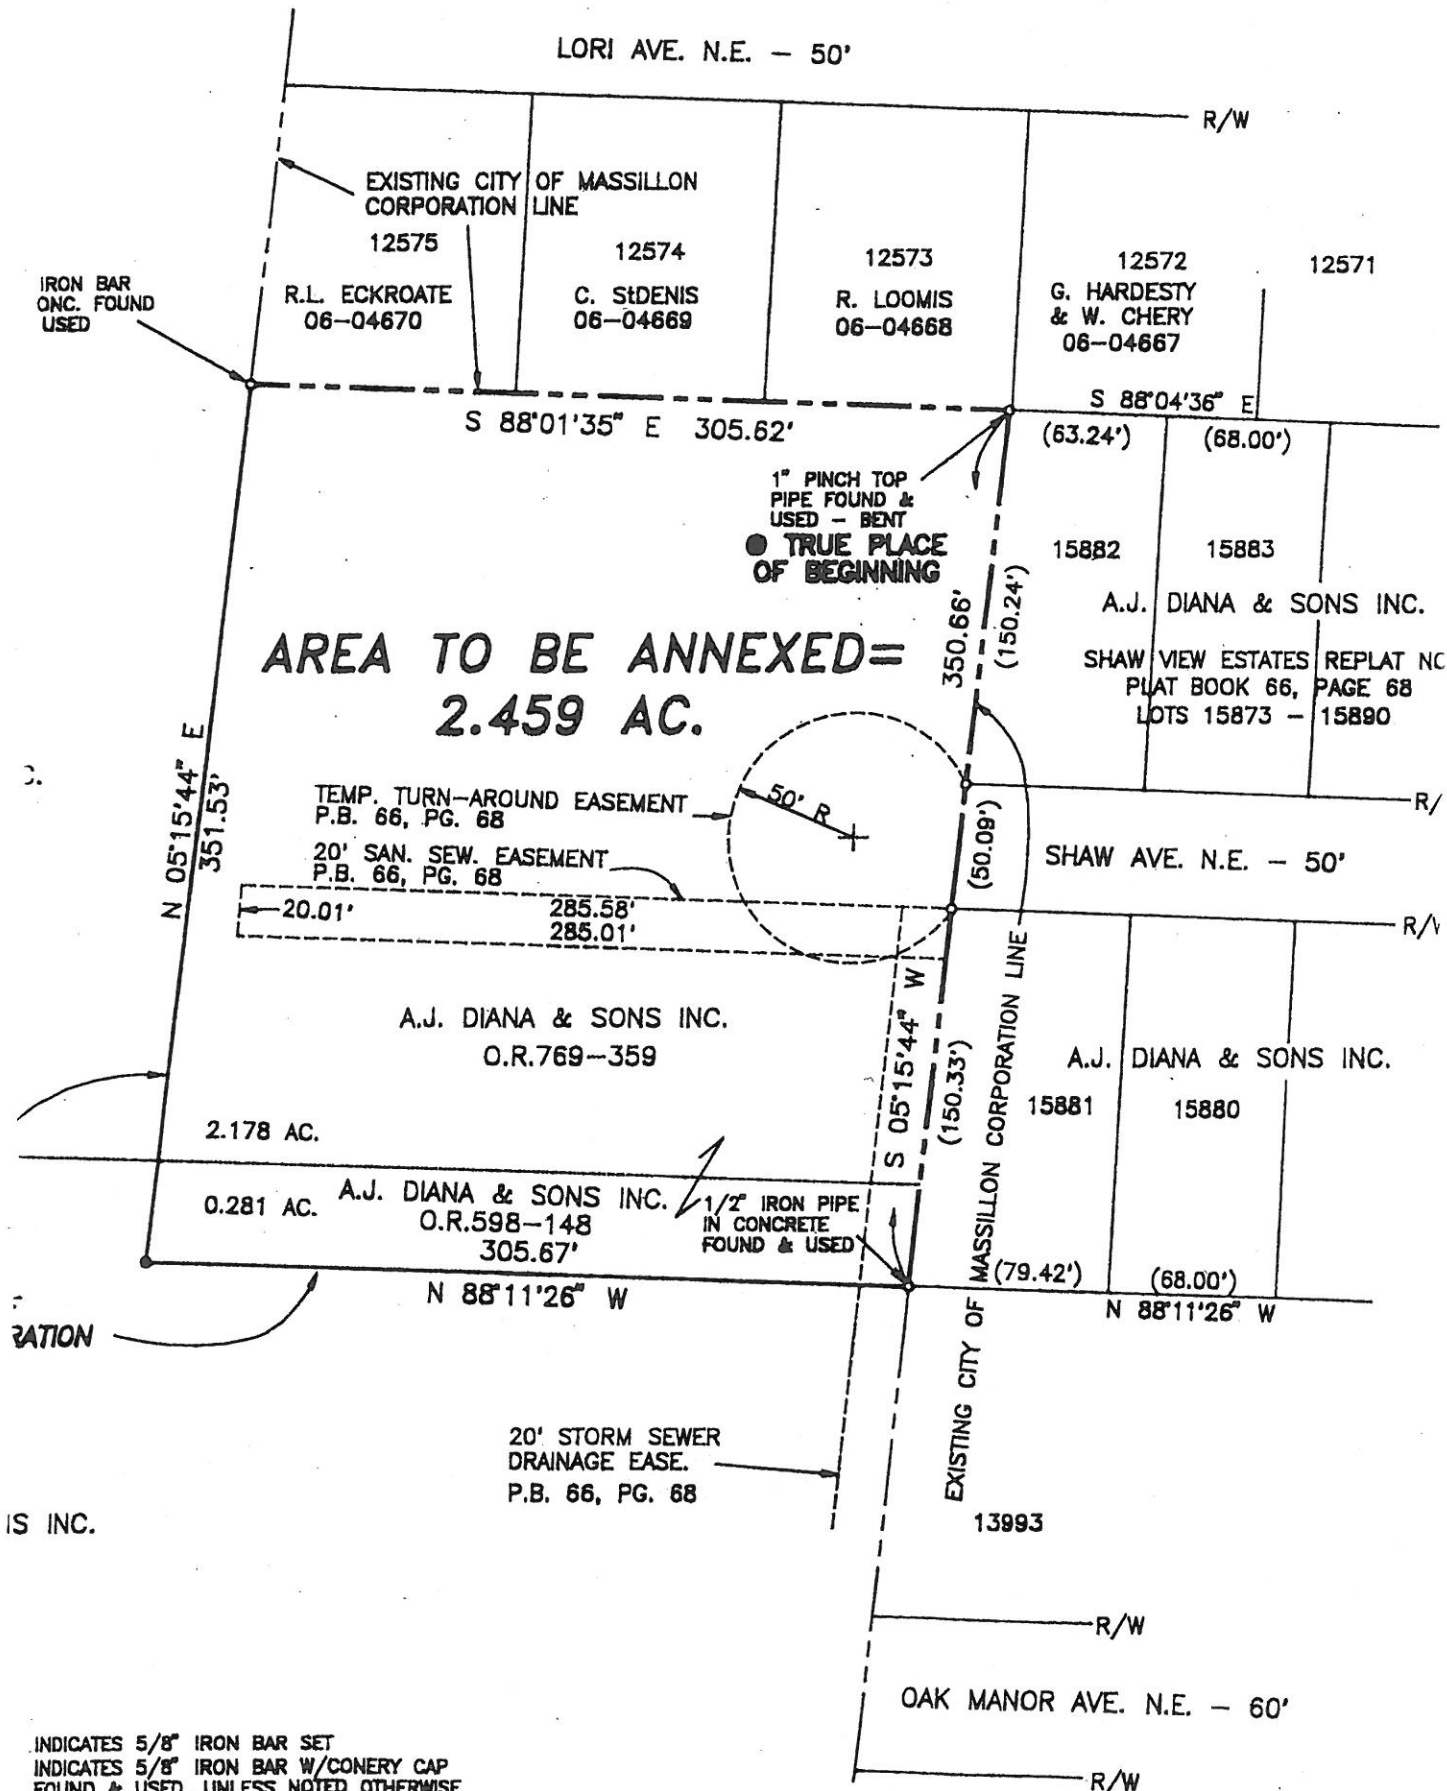 LORI AVE. N.E. – 50'
R/W
EXISTING CITY OF MASSILLON
CORPORATION LINE
12575
12574
12573
12572
12571
IRON BAR
ONC. FOUND
USED
R.L. ECKROATE
06–04670
C. StDENIS
06–04669
R. LOOMIS
06–04668
G. HARDESTY
& W. CHERY
06–04667
S 88°01'35" E 305.62'
S 88°04'36" E
(63.24')
(68.00')
1" PINCH TOP
PIPE FOUND &
USED – BENT
TRUE PLACE
OF BEGINNING
350.66'
(150.24')
15882
15883
A.J. DIANA & SONS INC.
SHAW VIEW ESTATES REPLAT NO
PLAT BOOK 66, PAGE 68
LOTS 15873 – 15890
AREA TO BE ANNEXED=
2.459 AC.
N 05°15'44" E
351.53'
TEMP. TURN–AROUND EASEMENT
P.B. 66, PG. 68
50' R
20' SAN. SEW. EASEMENT
P.B. 66, PG. 68
20.01'
285.58'
285.01'
(50.09')
R/
SHAW AVE. N.E. – 50'
R/W
A.J. DIANA & SONS INC.
O.R.769–359
S 05°15'44" W
(150.33')
EXISTING CITY OF MASSILLON CORPORATION LINE
A.J. DIANA & SONS INC.
15881
15880
2.178 AC.
0.281 AC.
A.J. DIANA & SONS INC.
O.R.598–148
305.67'
1/2" IRON PIPE
IN CONCRETE
FOUND & USED
N 88°11'26" W
(79.42')
(68.00')
N 88°11'26" W
RATION
20' STORM SEWER
DRAINAGE EASE.
P.B. 66, PG. 68
13993
IS INC.
R/W
OAK MANOR AVE. N.E. – 60'
R/W
INDICATES 5/8" IRON BAR SET
INDICATES 5/8" IRON BAR W/CONERY CAP
FOUND & USED, UNLESS NOTED OTHERWISE